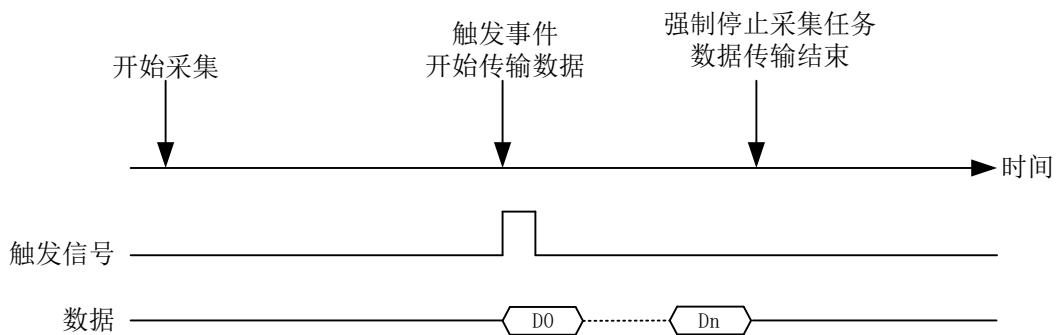 开始采集
触发事件
开始传输数据
强制停止采集任务
数据传输结束
时间
触发信号
数据
D0
Dn